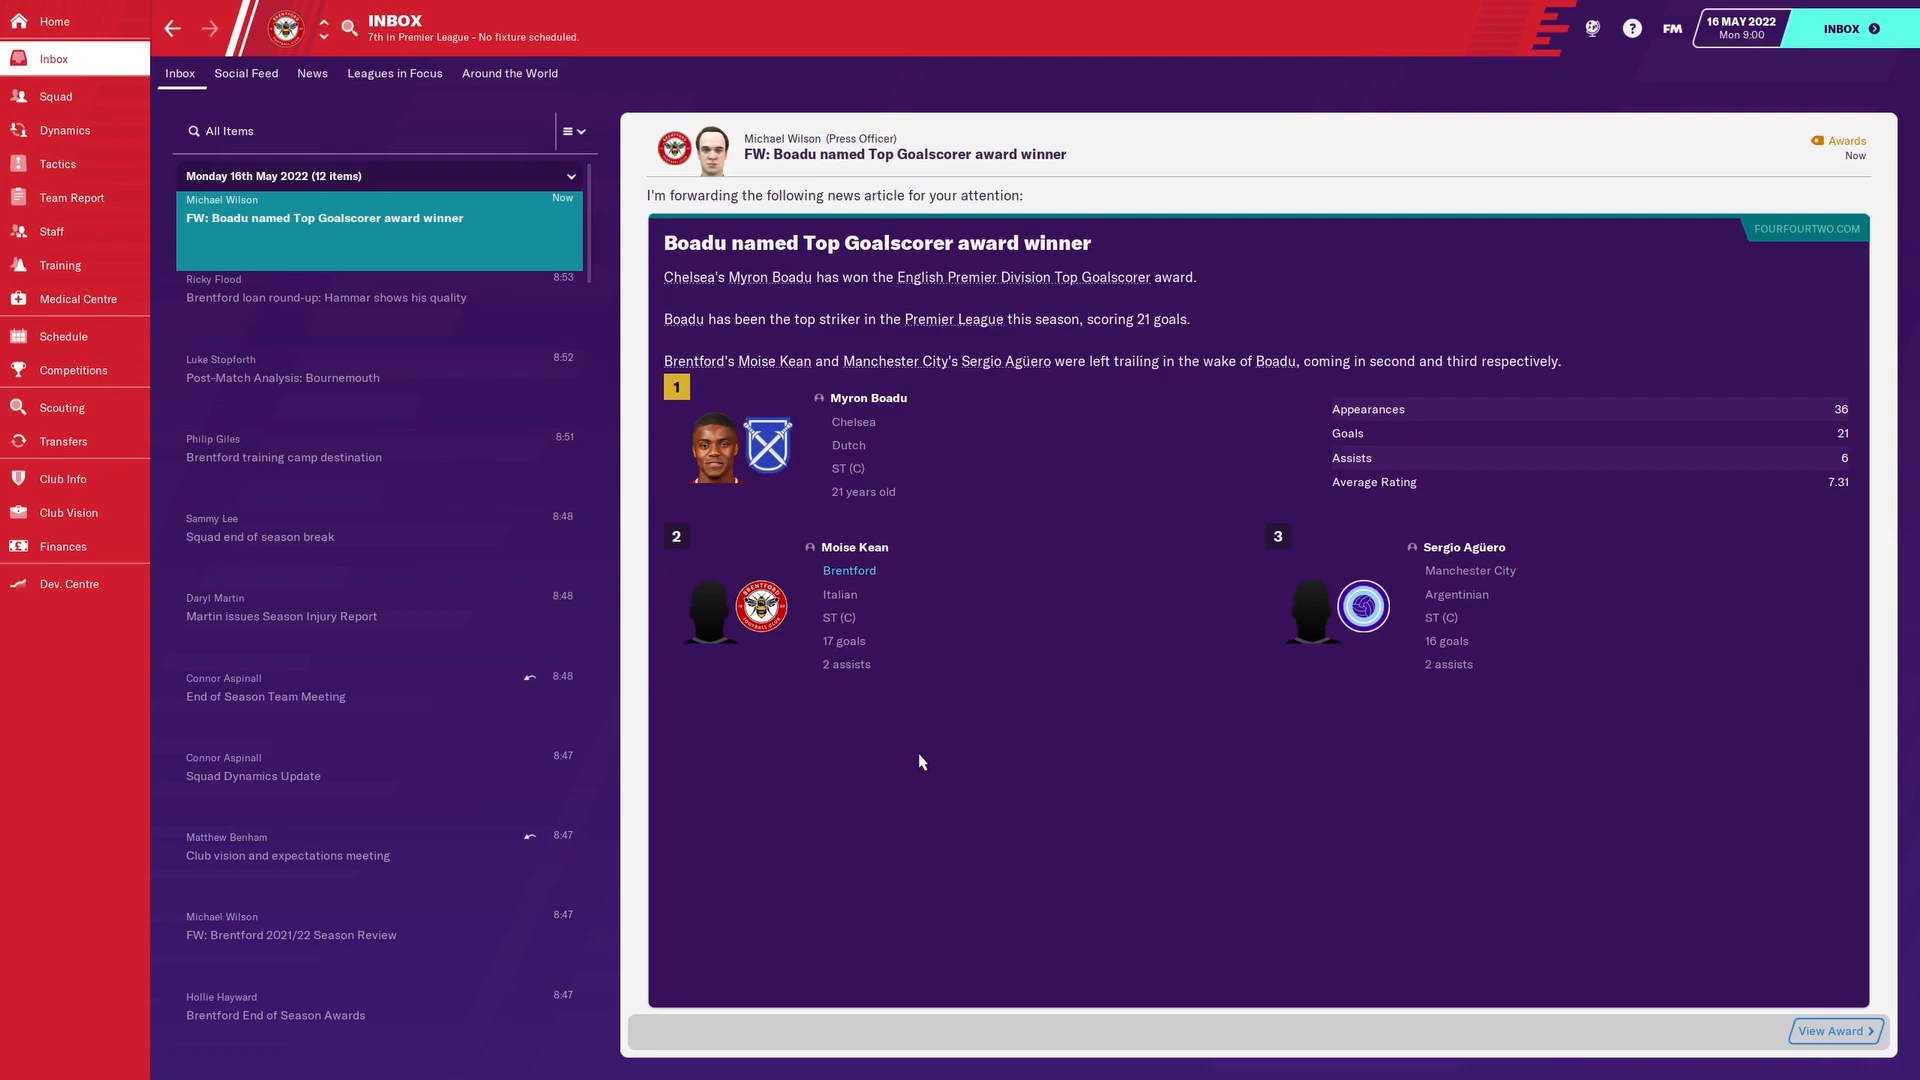 Home
Inbox
Squad
Dynamics
Tactics
Team Report
Staff
Training
Medical Centre
Schedule
Competitions
Scouting
Transfers
Club Info
Club Vision
Finances
Dev. Centre
INBOX
7th in Premier League - No fixture scheduled.
FM
16 MAY 2022
Mon 9:00
INBOX
Inbox
Social Feed
News
Leagues in Focus
Around the World
All Items
Monday 16th May 2022 (12 items)
Michael Wilson
Now
FW: Boadu named Top Goalscorer award winner
Ricky Flood
8:53
Brentford loan round-up: Hammar shows his quality
Luke Stopforth
8:52
Post-Match Analysis: Bournemouth
Philip Giles
8:51
Brentford training camp destination
Sammy Lee
8:48
Squad end of season break
Daryl Martin
8:48
Martin issues Season Injury Report
Connor Aspinall
8:48
End of Season Team Meeting
Connor Aspinall
8:47
Squad Dynamics Update
Matthew Benham
8:47
Club vision and expectations meeting
Michael Wilson
8:47
FW: Brentford 2021/22 Season Review
Hollie Hayward
8:47
Brentford End of Season Awards
Michael Wilson (Press Officer)
FW: Boadu named Top Goalscorer award winner
Awards
Now
I'm forwarding the following news article for your attention:
FOURFOURTWO.COM
Boadu named Top Goalscorer award winner
Chelsea's Myron Boadu has won the English Premier Division Top Goalscorer award.
Boadu has been the top striker in the Premier League this season, scoring 21 goals.
Brentford's Moise Kean and Manchester City's Sergio Agüero were left trailing in the wake of Boadu, coming in second and third respectively.
1
Myron Boadu
Chelsea
Dutch
ST (C)
21 years old
Appearances 36
Goals 21
Assists 6
Average Rating 7.31
2
Moise Kean
Brentford
Italian
ST (C)
17 goals
2 assists
BRENTFORD
FOOTBALL CLUB
3
Sergio Agüero
Manchester City
Argentinian
ST (C)
16 goals
2 assists
View Award